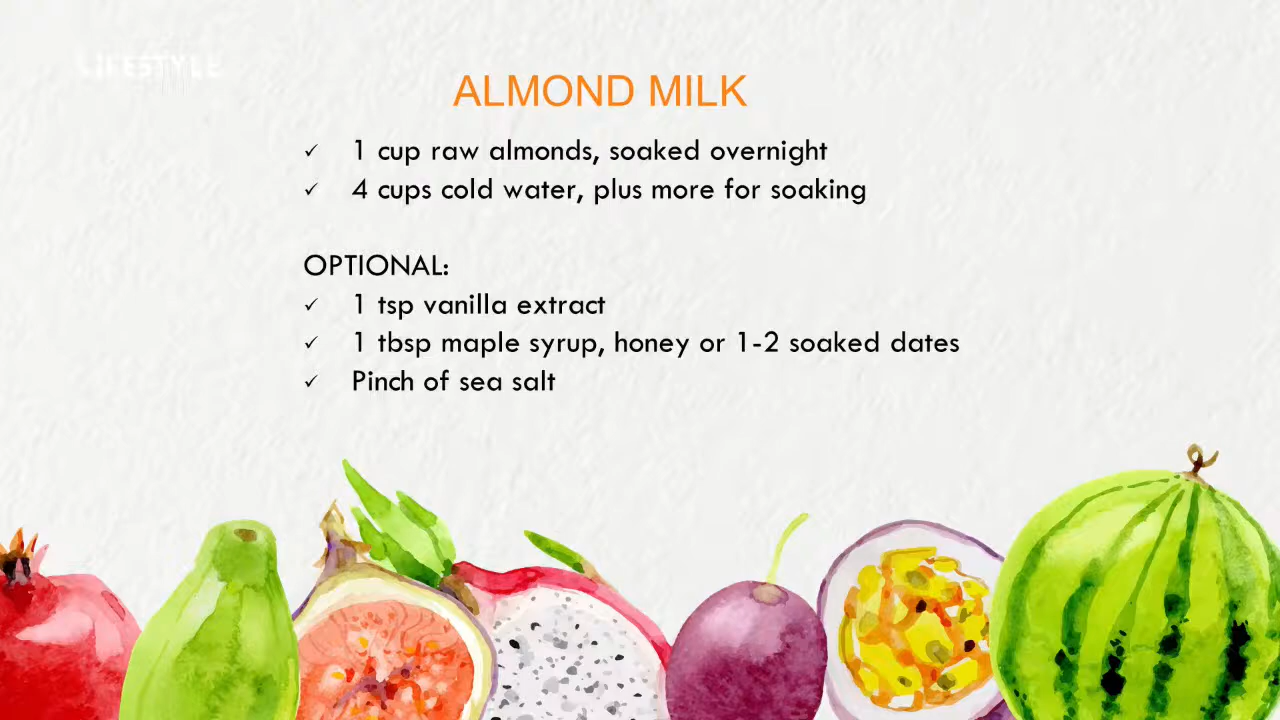 LIFESTYLE
ALMOND MILK
✓ 1 cup raw almonds, soaked overnight
✓ 4 cups cold water, plus more for soaking
OPTIONAL:
✓ 1 tsp vanilla extract
✓ 1 tbsp maple syrup, honey or 1-2 soaked dates
✓ Pinch of sea salt